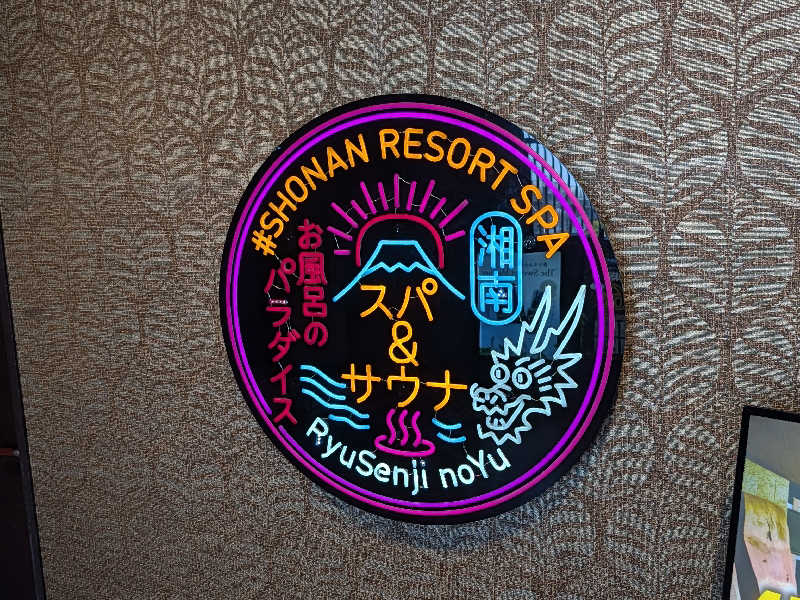 #SHONAN RESORT SPA
湘南
お風呂の
パラダイス
スパ
&
サウナ
RyuSenji noYu